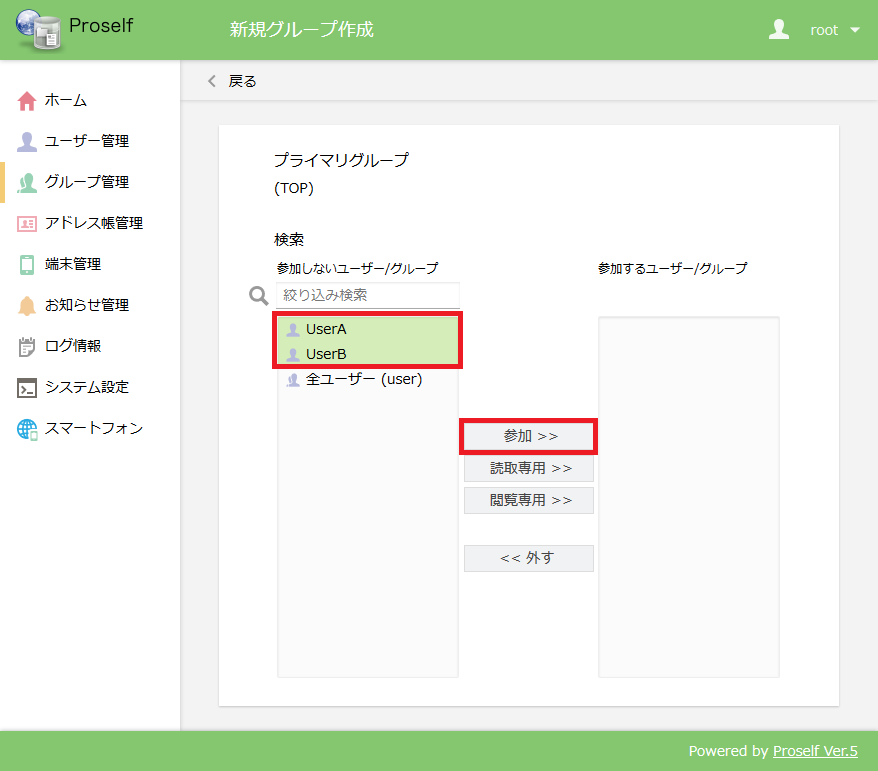 Proself
新規グループ作成
root
戻る
ホーム
ユーザー管理
グループ管理
アドレス帳管理
端末管理
お知らせ管理
ログ情報
システム設定
スマートフォン
プライマリグループ
(TOP)
検索
参加しないユーザー/グループ
参加するユーザー/グループ
絞り込み検索
UserA
UserB
全ユーザー (user)
参加 >>
読取専用 >>
閲覧専用 >>
<< 外す
Powered by Proself Ver.5